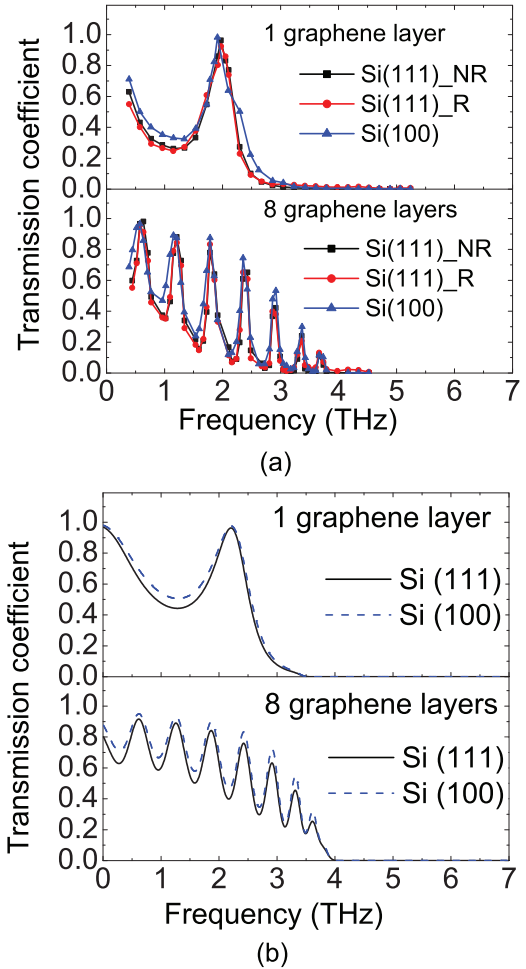 1 graphene layer
Si(111)_NR
Si(111)_R
Si(100)
1.0
0.8
0.6
0.4
0.2
0.0
8 graphene layers
Si(111)_NR
Si(111)_R
Si(100)
1.0
0.8
0.6
0.4
0.2
0.0
Transmission coefficient
0 1 2 3 4 5 6 7
Frequency (THz)
(a)
1 graphene layer
Si (111)
Si (100)
1.0
0.8
0.6
0.4
0.2
0.0
8 graphene layers
Si (111)
Si (100)
1.0
0.8
0.6
0.4
0.2
0.0
Transmission coefficient
0 1 2 3 4 5 6 7
Frequency (THz)
(b)